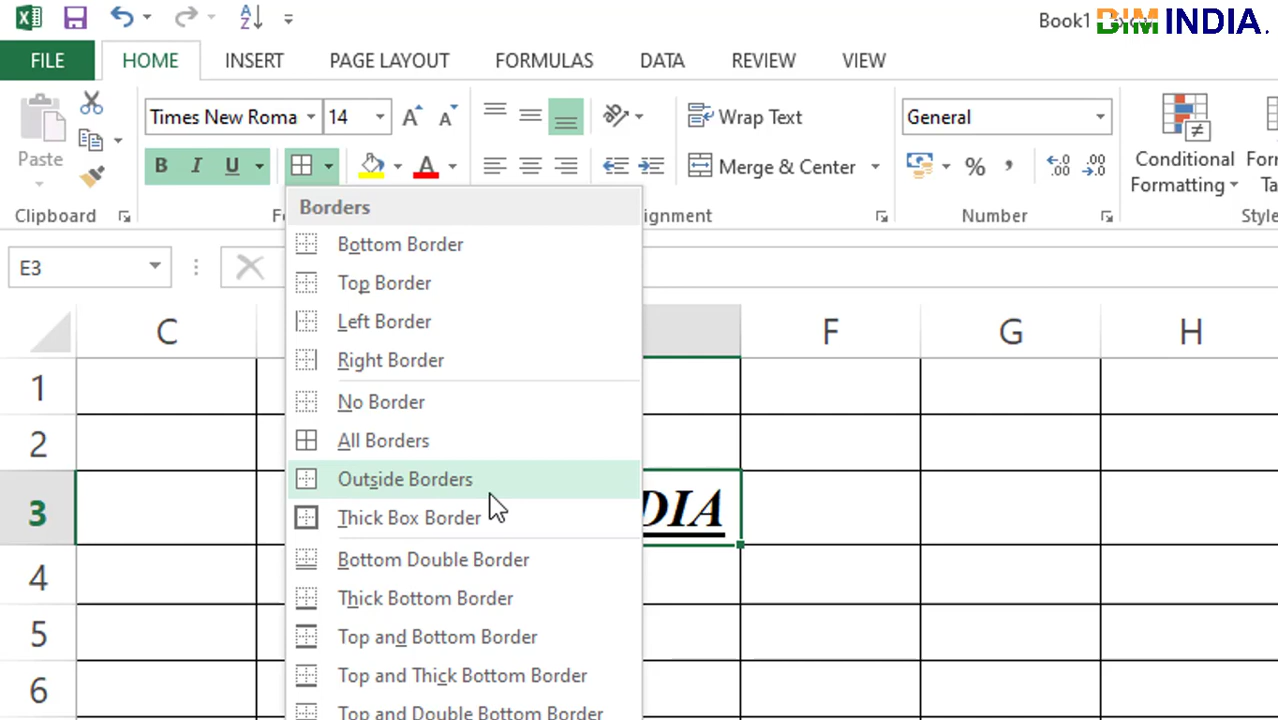 Book1
BIM INDIA.
FILE HOME INSERT PAGE LAYOUT FORMULAS DATA REVIEW VIEW
Times New Roma 14 Wrap Text General
Paste B I U A Merge & Center % , Conditional Formatting
Clipboard Number
Borders
E3
Bottom Border
Top Border
Left Border
Right Border
No Border
All Borders
Outside Borders
Thick Box Border
Bottom Double Border
Thick Bottom Border
Top and Bottom Border
Top and Thick Bottom Border
Top and Double Bottom Border
C F G H
1
2
3 DIA
4
5
6